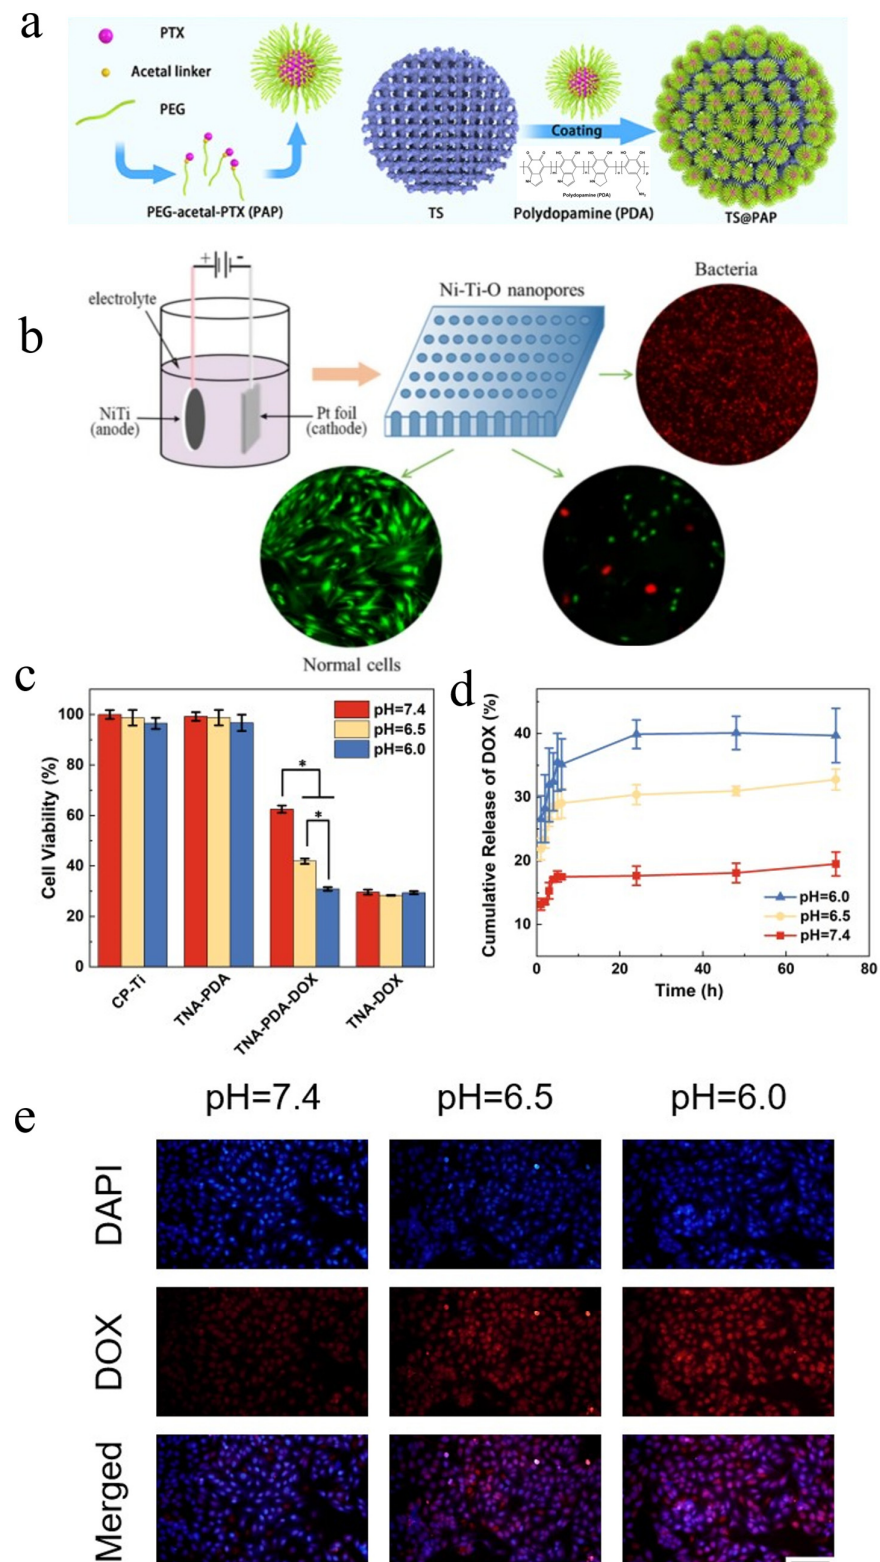 a
PTX
Acetal linker
PEG
PEG-acetal-PTX (PAP)
TS
Coating
Polydopamine (PDA)
Polydopamine (PDA)
TS@PAP
b
+
-
electrolyte
NiTi
(anode)
Pt foil
(cathode)
Ni-Ti-O nanopores
Bacteria
Normal cells
c
Cell Viability (%)
100
80
60
40
20
0
pH=7.4
pH=6.5
pH=6.0
*
*
CP-Ti
TNA-PDA
TNA-PDA-DOX
TNA-DOX
d
Cumulative Release of DOX (%)
40
30
20
10
pH=6.0
pH=6.5
pH=7.4
0
20
40
60
80
Time (h)
e
pH=7.4
pH=6.5
pH=6.0
DAPI
DOX
Merged